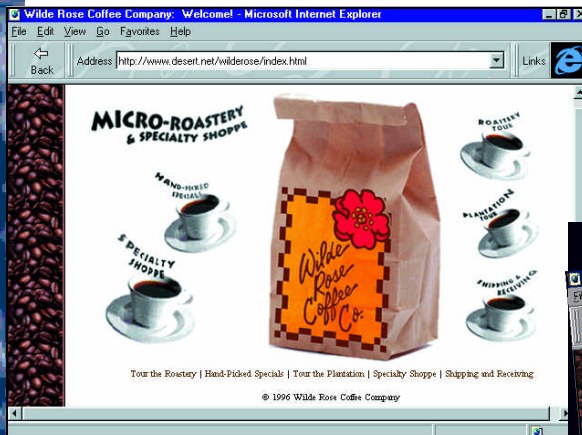 Wilde Rose Coffee Company: Welcome! - Microsoft Internet Explorer
File Edit View Go Favorites Help
Back
Address http://www.desert.net/wilderose/index.html
Links
MICRO-ROASTERY
& SPECIALTY SHOPPE
HAND-PICKED
SPECIALS
SPECIALTY
SHOPPE
Wilde
Rose
Coffee
Co.
ROASTERY
TOUR
PLANTATION
TOUR
SHIPPING &
RECEIVING
Tour the Roastery | Hand-Picked Specials | Tour the Plantation | Specialty Shoppe | Shipping and Receiving
© 1996 Wilde Rose Coffee Company